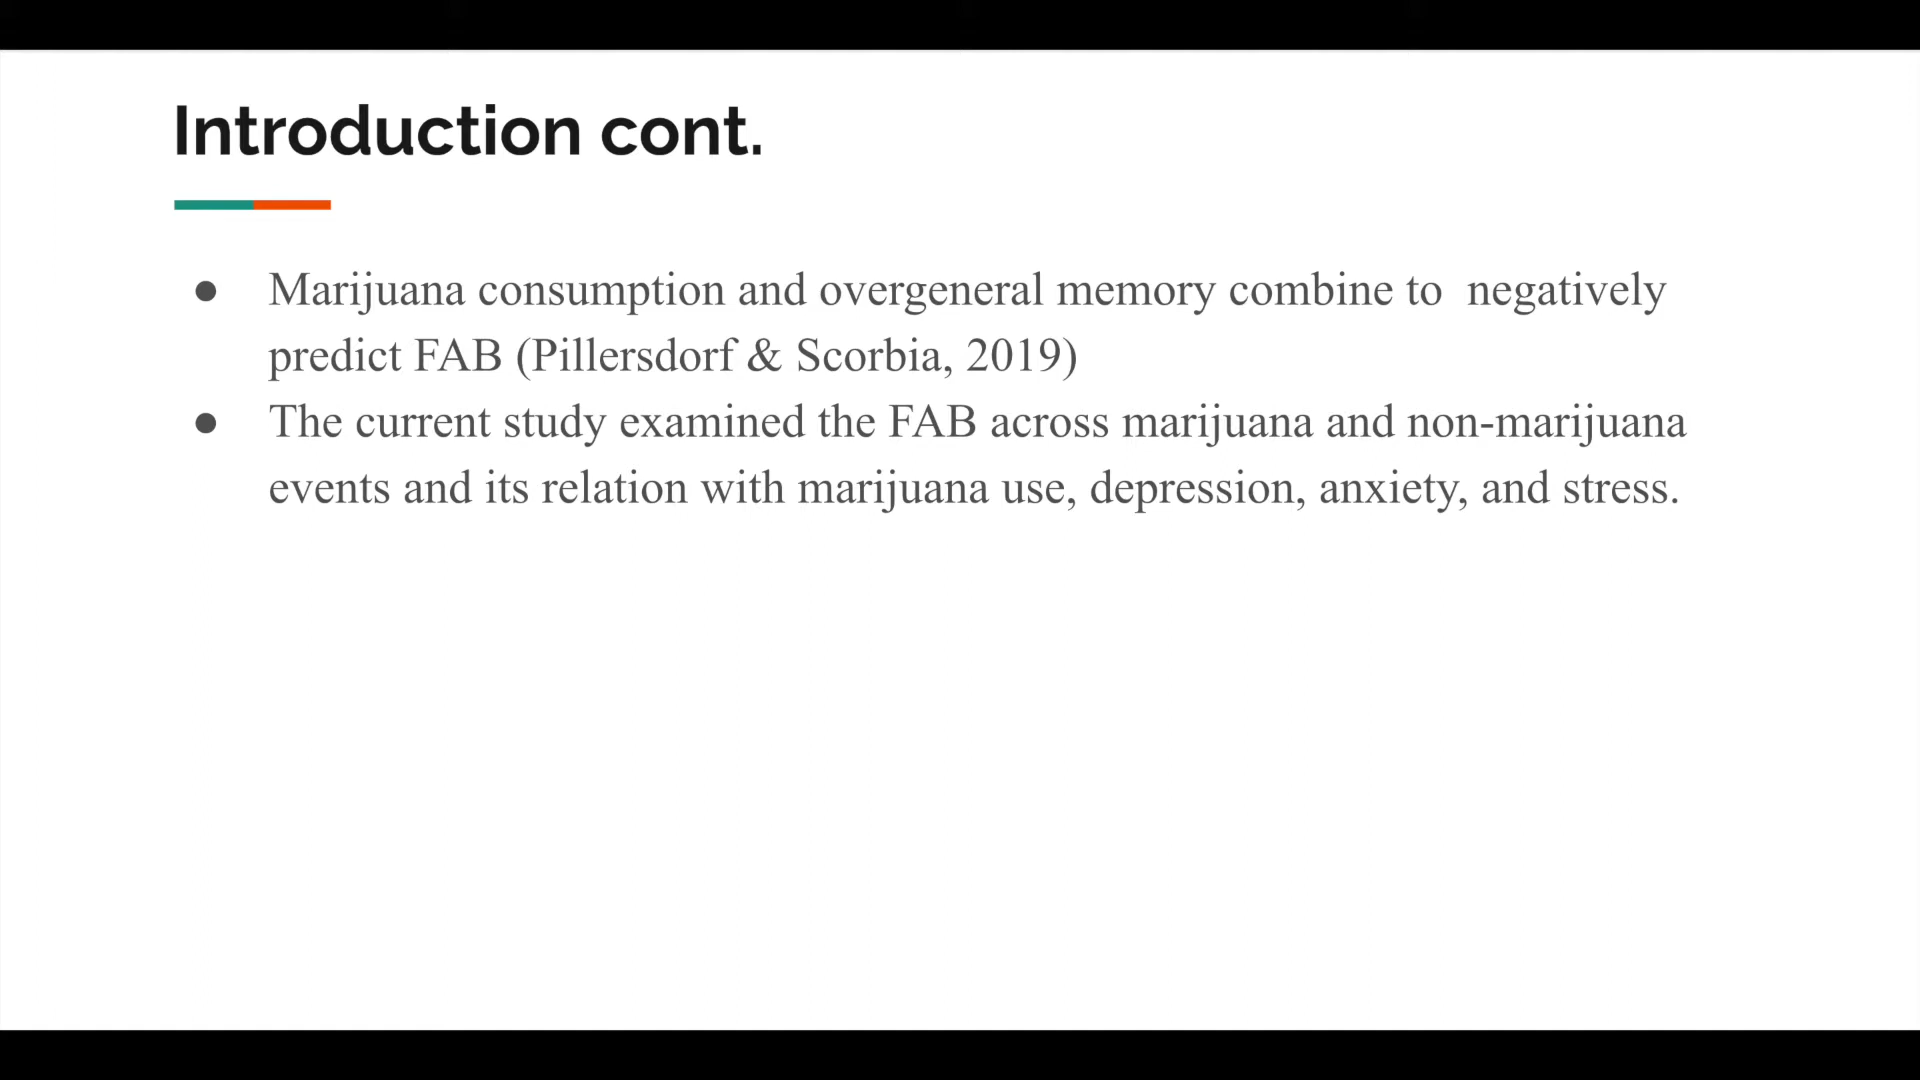 Introduction cont.
● Marijuana consumption and overgeneral memory combine to  negatively
predict FAB (Pillersdorf & Scorbia, 2019)
● The current study examined the FAB across marijuana and non-marijuana
events and its relation with marijuana use, depression, anxiety, and stress.